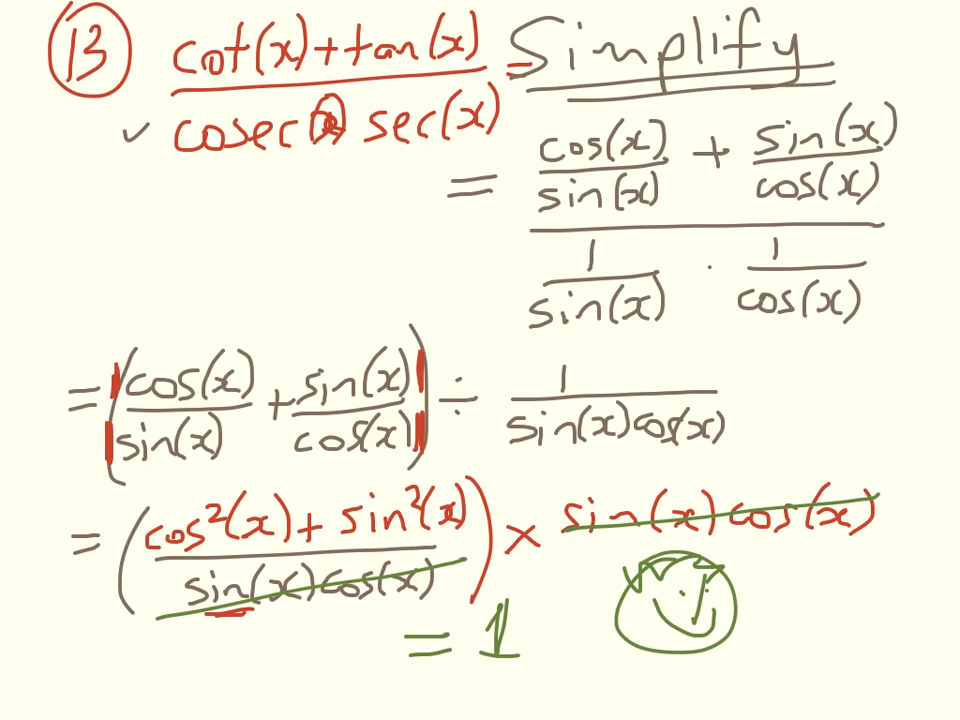 13 (cot(x)+tan(x))/(cosec(x) sec(x)) = Simplify
= (cos(x)/sin(x) + sin(x)/cos(x))/(1/sin(x) · 1/cos(x))
= (cos(x)/sin(x) + sin(x)/cos(x)) ÷ 1/(sin(x)cos(x))
= ((cos²(x)+sin²(x))/(sin(x)cos(x))) × sin(x)cos(x)
= 1